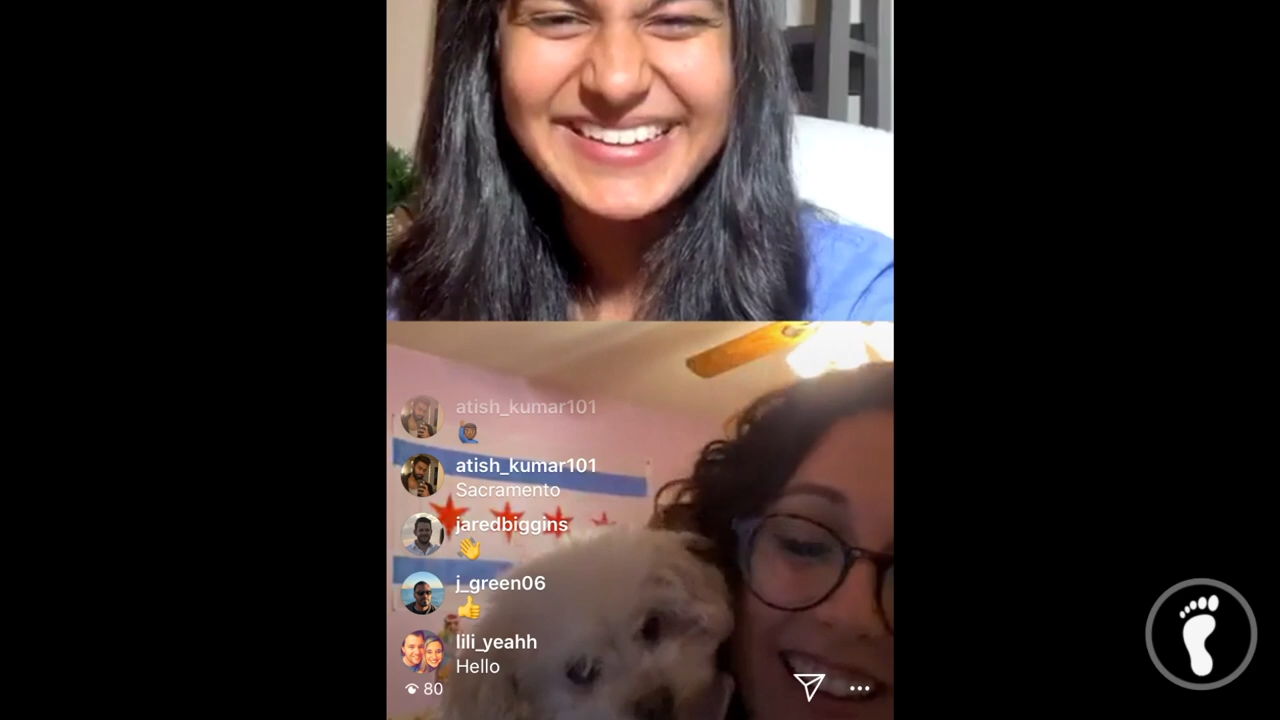 atish_kumar101
🙋🏽‍♂️
atish_kumar101
Sacramento
jaredbiggins
👋
j_green06
👍
lili_yeahh
Hello
80